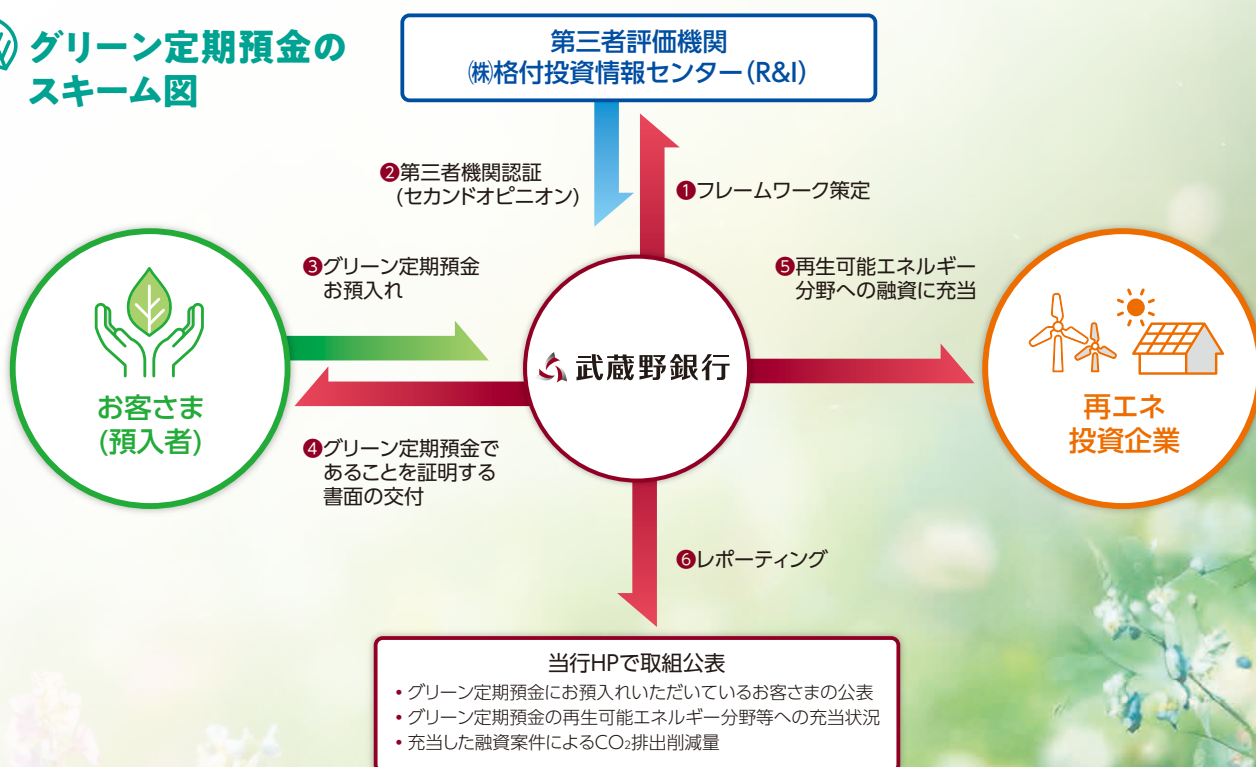 グリーン定期預金の
スキーム図
第三者評価機関
㈱格付投資情報センター(R&I)
❷第三者機関認証
(セカンドオピニオン)
❶フレームワーク策定
❸グリーン定期預金
お預入れ
❺再生可能エネルギー
分野への融資に充当
お客さま
(預入者)
武蔵野銀行
再エネ
投資企業
❹グリーン定期預金で
あることを証明する
書面の交付
❻レポーティング
当行HPで取組公表
• グリーン定期預金にお預入れいただいているお客さまの公表
• グリーン定期預金の再生可能エネルギー分野等への充当状況
• 充当した融資案件によるCO₂排出削減量